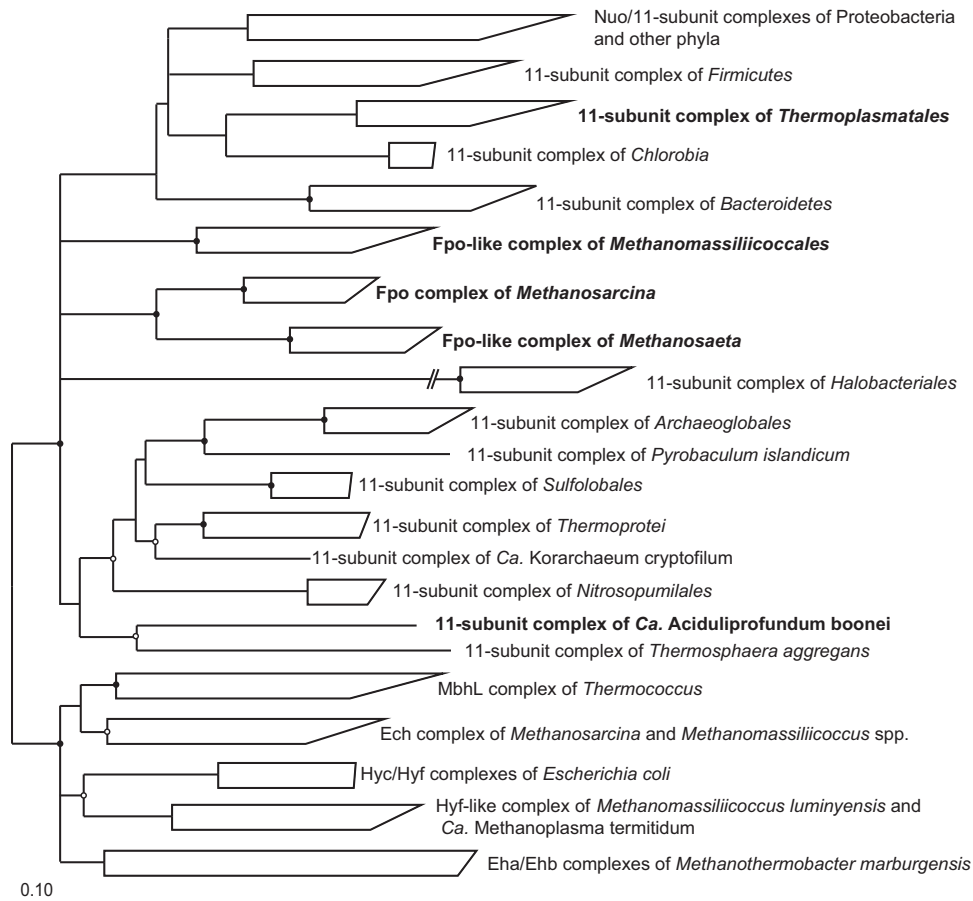 Nuo/11-subunit complexes of Proteobacteria
and other phyla
11-subunit complex of Firmicutes
11-subunit complex of Thermoplasmatales
11-subunit complex of Chlorobia
11-subunit complex of Bacteroidetes
Fpo-like complex of Methanomassiliicoccales
Fpo complex of Methanosarcina
Fpo-like complex of Methanosaeta
11-subunit complex of Halobacteriales
11-subunit complex of Archaeoglobales
11-subunit complex of Pyrobaculum islandicum
11-subunit complex of Sulfolobales
11-subunit complex of Thermoprotei
11-subunit complex of Ca. Korarchaeum cryptofilum
11-subunit complex of Nitrosopumilales
11-subunit complex of Ca. Aciduliprofundum boonei
11-subunit complex of Thermosphaera aggregans
MbhL complex of Thermococcus
Ech complex of Methanosarcina and Methanomassiliicoccus spp.
Hyc/Hyf complexes of Escherichia coli
Hyf-like complex of Methanomassiliicoccus luminyensis and
Ca. Methanoplasma termitidum
Eha/Ehb complexes of Methanothermobacter marburgensis
0.10